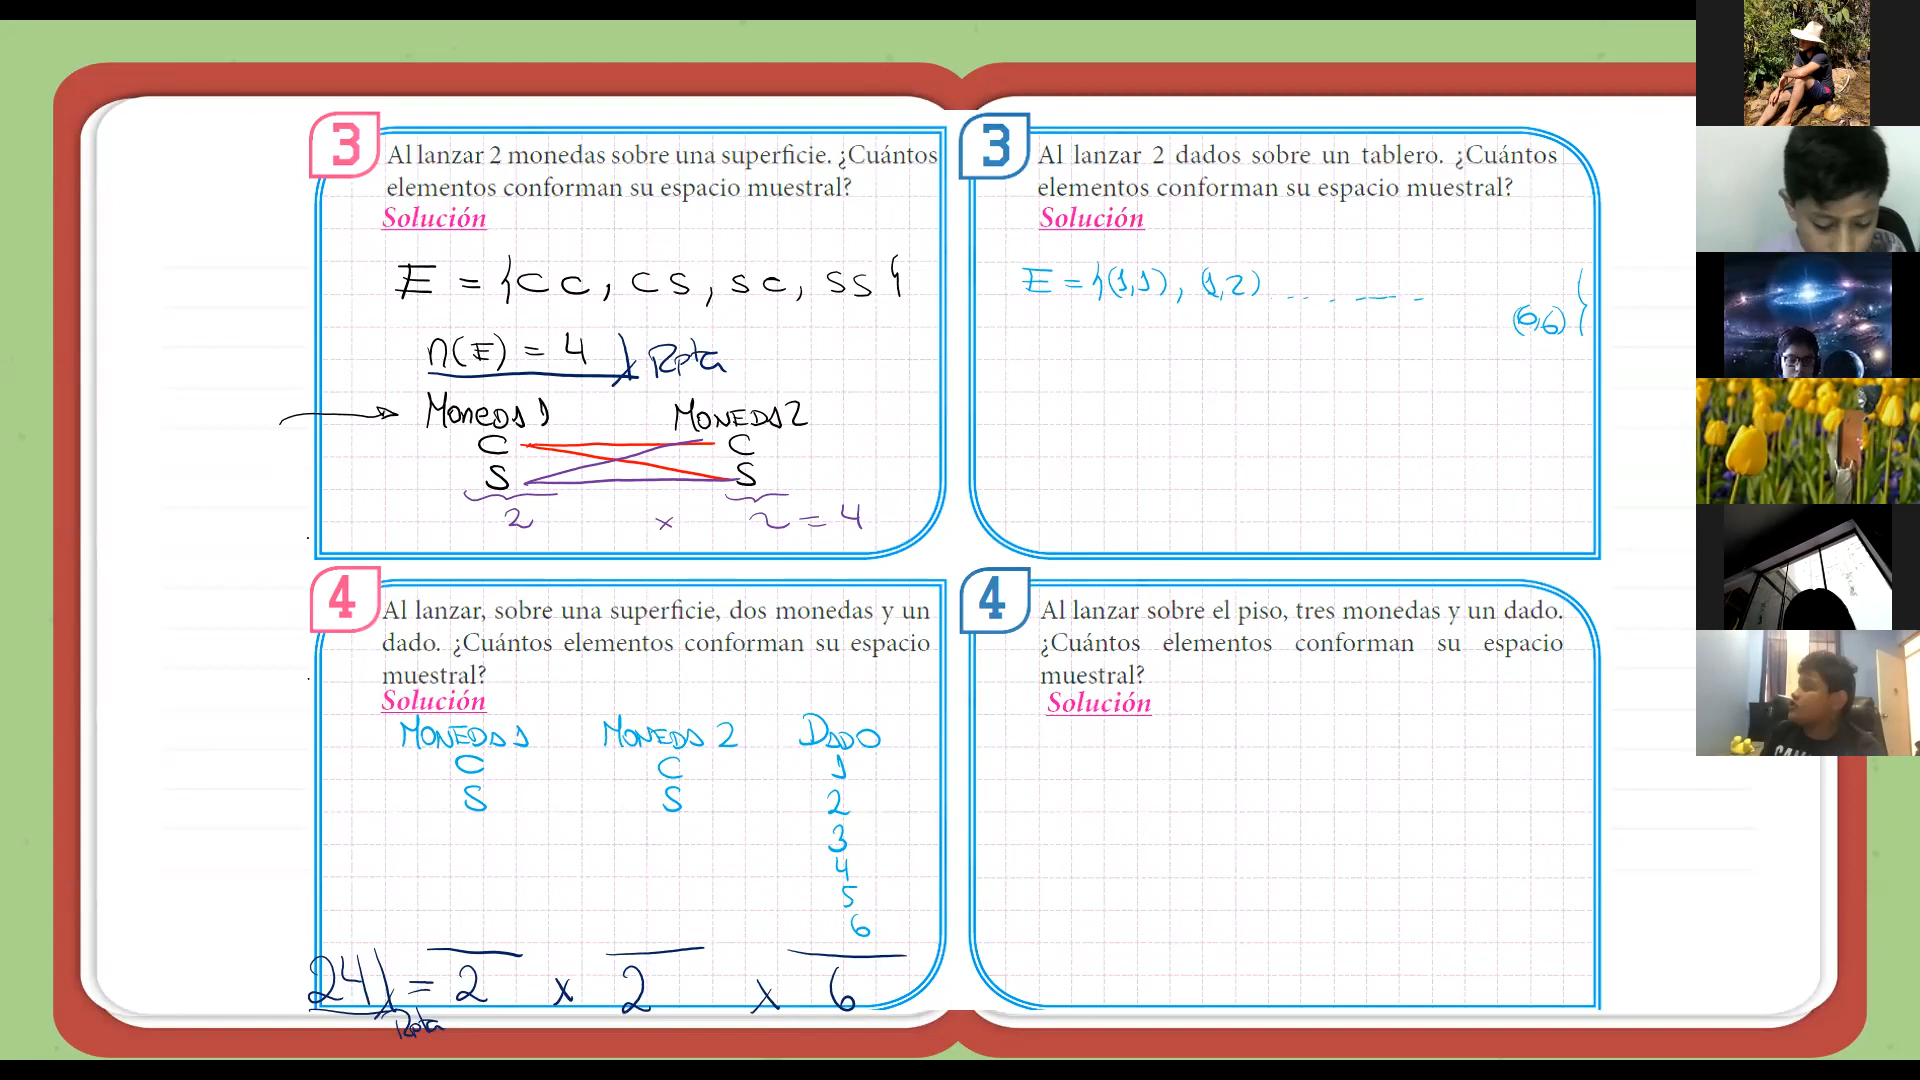 3
Al lanzar 2 monedas sobre una superficie. ¿Cuántos
elementos conforman su espacio muestral?
Solución
E = {CC, CS, SC, SS}
n(E) = 4 Rpta
MONEDA 1 MONEDA 2
C C
S S
2 x 2 = 4
3
Al lanzar 2 dados sobre un tablero. ¿Cuántos
elementos conforman su espacio muestral?
Solución
E = {(1,1), (1,2) ...........
(6,6)}
4
Al lanzar, sobre una superficie, dos monedas y un
dado. ¿Cuántos elementos conforman su espacio
muestral?
Solución
MONEDA 1 MONEDA 2 DADO
C C 1
S S 2
3
4
5
6
24 = 2 x 2 x 6
Rpta
4
Al lanzar sobre el piso, tres monedas y un dado.
¿Cuántos elementos conforman su espacio
muestral?
Solución